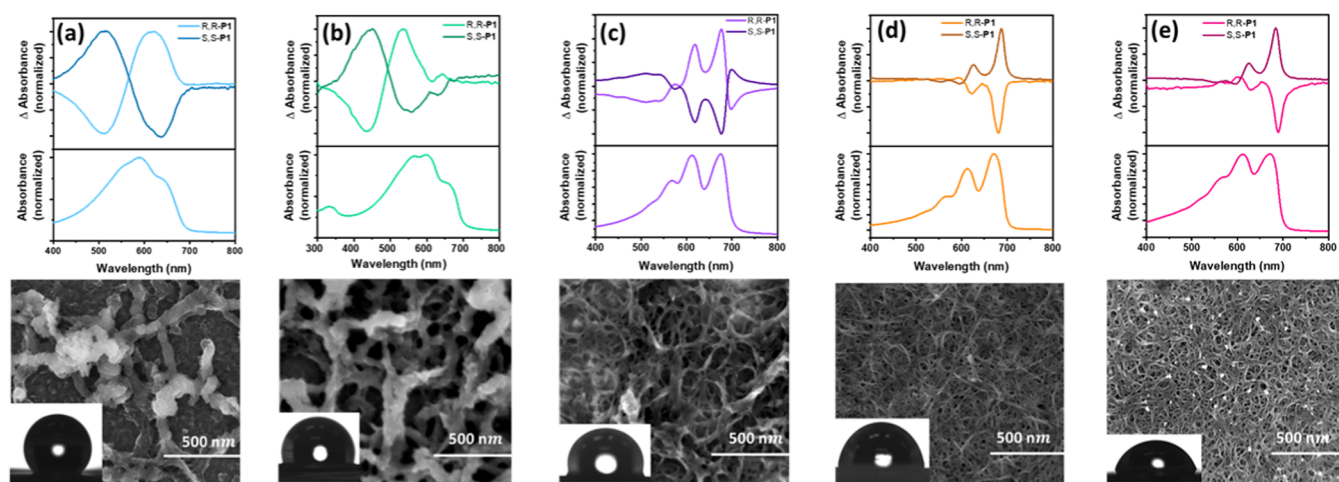 (a)
R,R-P1
S,S-P1
Δ Absorbance
(normalized)
Absorbance
(normalized)
400 500 600 700 800
Wavelength (nm)
500 nm
(b)
R,R-P1
S,S-P1
Δ Absorbance
(normalized)
Absorbance
(normalized)
300 400 500 600 700 800
Wavelength (nm)
500 nm
(c)
R,R-P1
S,S-P1
Δ Absorbance
(normalized)
Absorbance
(normalized)
400 500 600 700 800
Wavelength (nm)
500 nm
(d)
R,R-P1
S,S-P1
Δ Absorbance
(normalized)
Absorbance
(normalized)
400 500 600 700 800
Wavelength (nm)
500 nm
(e)
R,R-P1
S,S-P1
Δ Absorbance
(normalized)
Absorbance
(normalized)
400 500 600 700 800
Wavelength (nm)
500 nm